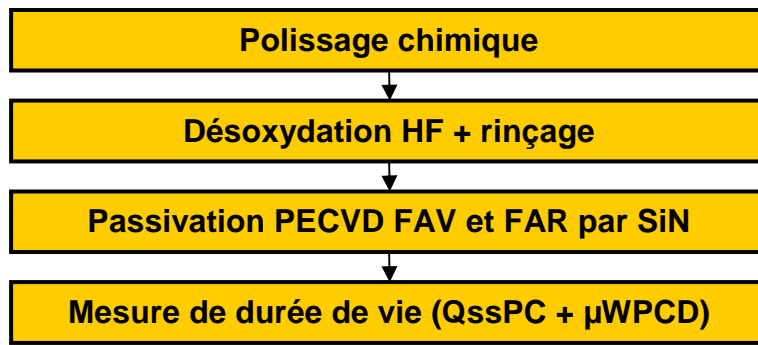 Polissage chimique
Désoxydation HF + rinçage
Passivation PECVD FAV et FAR par SiN
Mesure de durée de vie (QssPC + µWPCD)